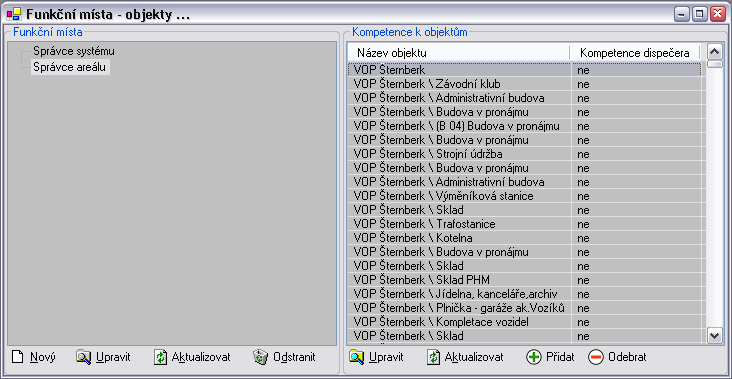 Funkční místa - objekty ...
Funkční místa
Správce systému
Správce areálu
Nový Upravit Aktualizovat Odstranit
Kompetence k objektům
Název objektu Kompetence dispečera
VOP Šternberk ne
VOP Šternberk \ Závodní klub ne
VOP Šternberk \ Administrativní budova ne
VOP Šternberk \ Budova v pronájmu ne
VOP Šternberk \ (B 04) Budova v pronájmu ne
VOP Šternberk \ Budova v pronájmu ne
VOP Šternberk \ Strojní údržba ne
VOP Šternberk \ Budova v pronájmu ne
VOP Šternberk \ Administrativní budova ne
VOP Šternberk \ Výměníková stanice ne
VOP Šternberk \ Sklad ne
VOP Šternberk \ Trafostanice ne
VOP Šternberk \ Kotelna ne
VOP Šternberk \ Budova v pronájmu ne
VOP Šternberk \ Sklad ne
VOP Šternberk \ Sklad PHM ne
VOP Šternberk \ Jídelna, kanceláře,archiv ne
VOP Šternberk \ Plnička - garáže ak.Vozíků ne
VOP Šternberk \ Kompletace vozidel ne
VOP Šternberk \ Sklad ne
Upravit Aktualizovat Přidat Odebrat